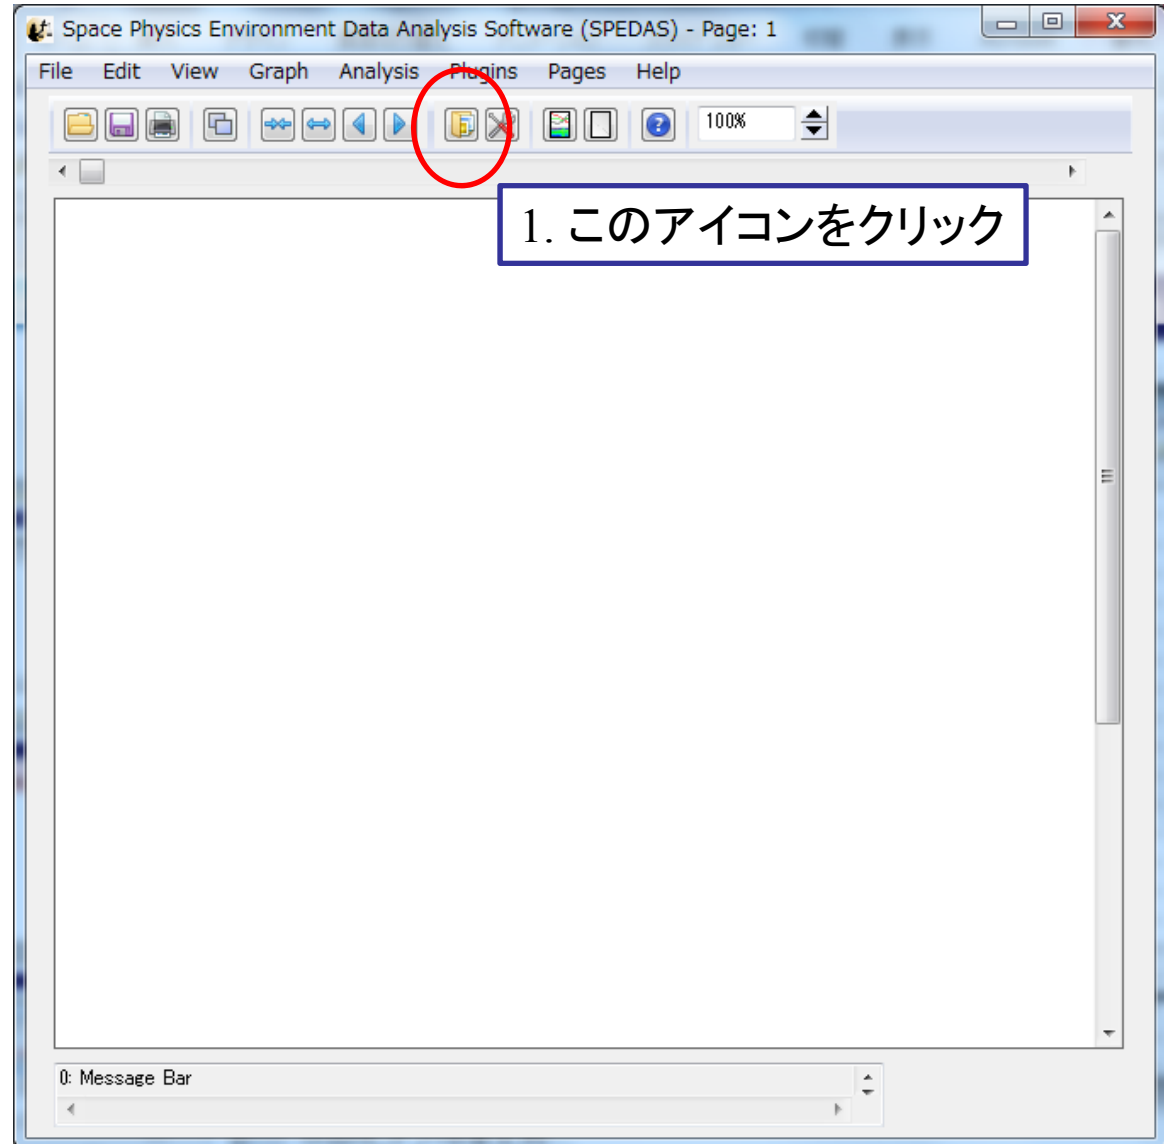 Space Physics Environment Data Analysis Software (SPEDAS) - Page: 1
File Edit View Graph Analysis Plugins Pages Help
100%
1. このアイコンをクリック
0: Message Bar